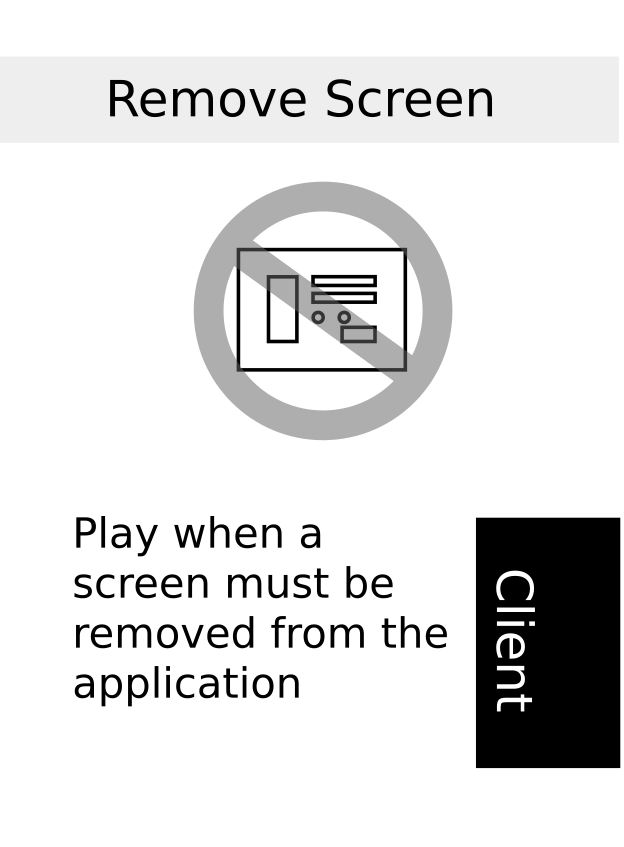 Remove Screen
Play when a
screen must be
removed from the
application
Client